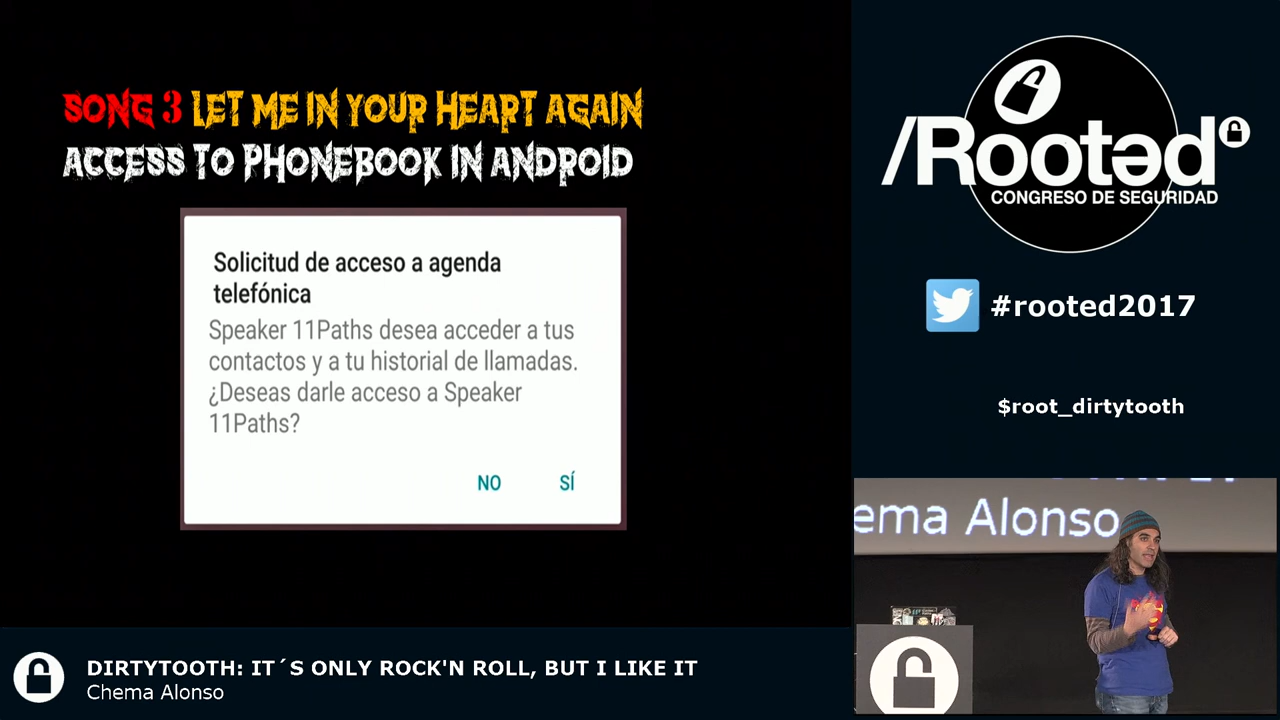 SONG 3 LET ME IN YOUR HEART AGAIN
ACCESS TO PHONEBOOK IN ANDROID
Solicitud de acceso a agenda
telefónica
Speaker 11Paths desea acceder a tus
contactos y a tu historial de llamadas.
¿Deseas darle acceso a Speaker
11Paths?
NO SÍ
/Rootəd
CONGRESO DE SEGURIDAD
#rooted2017
$root_dirtytooth
ema Alonso
DIRTYTOOTH: IT´S ONLY ROCK'N ROLL, BUT I LIKE IT
Chema Alonso